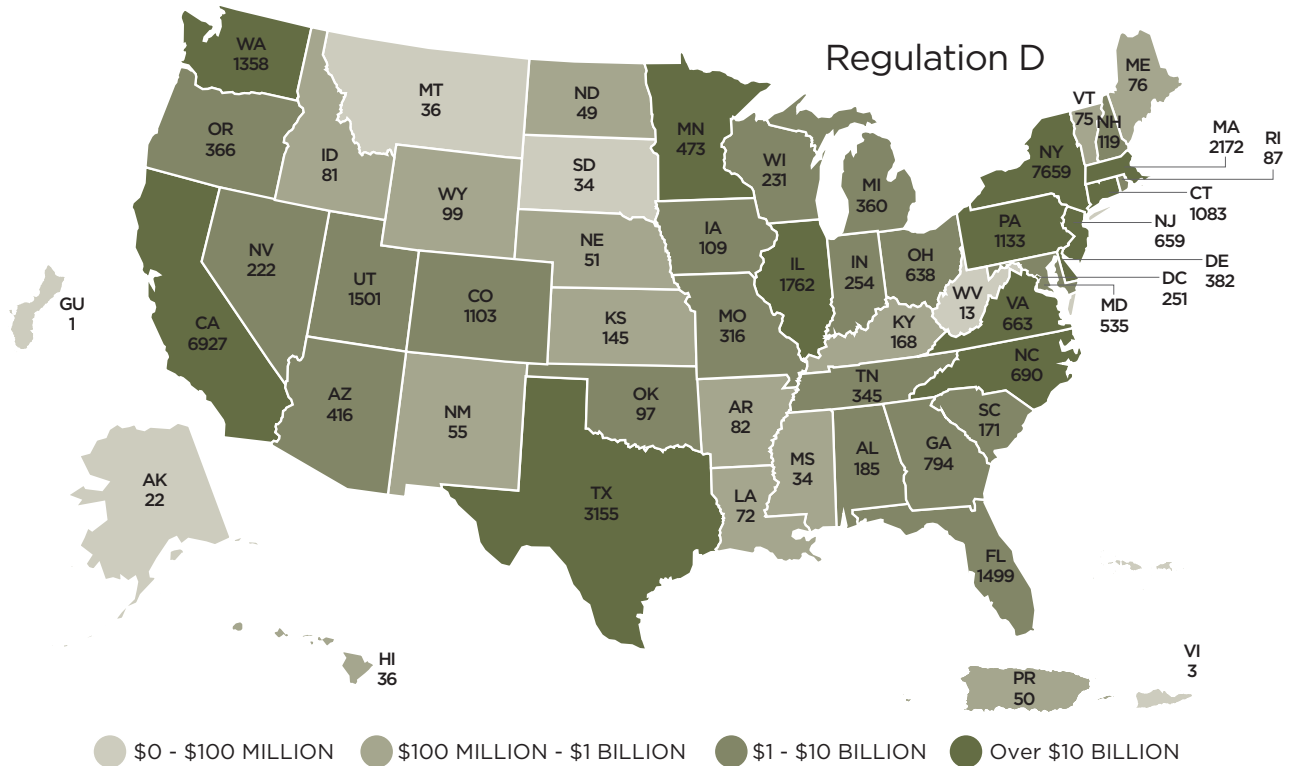 Regulation D
WA
1358
MT
36
ND
49
MN
473
ME
76
VT
75
NH
119
MA
2172
RI
87
OR
366
ID
81
SD
34
WI
231
MI
360
NY
7659
CT
1083
WY
99
IA
109
PA
1133
NJ
659
NV
222
UT
1501
NE
51
IL
1762
IN
254
OH
638
DE
382
DC
251
MD
535
GU
1
CA
6927
CO
1103
KS
145
MO
316
KY
168
WV
13
VA
663
AZ
416
NM
55
OK
97
AR
82
TN
345
NC
690
SC
171
MS
34
AL
185
GA
794
AK
22
TX
3155
LA
72
FL
1499
HI
36
PR
50
VI
3
$0 - $100 MILLION
$100 MILLION - $1 BILLION
$1 - $10 BILLION
Over $10 BILLION